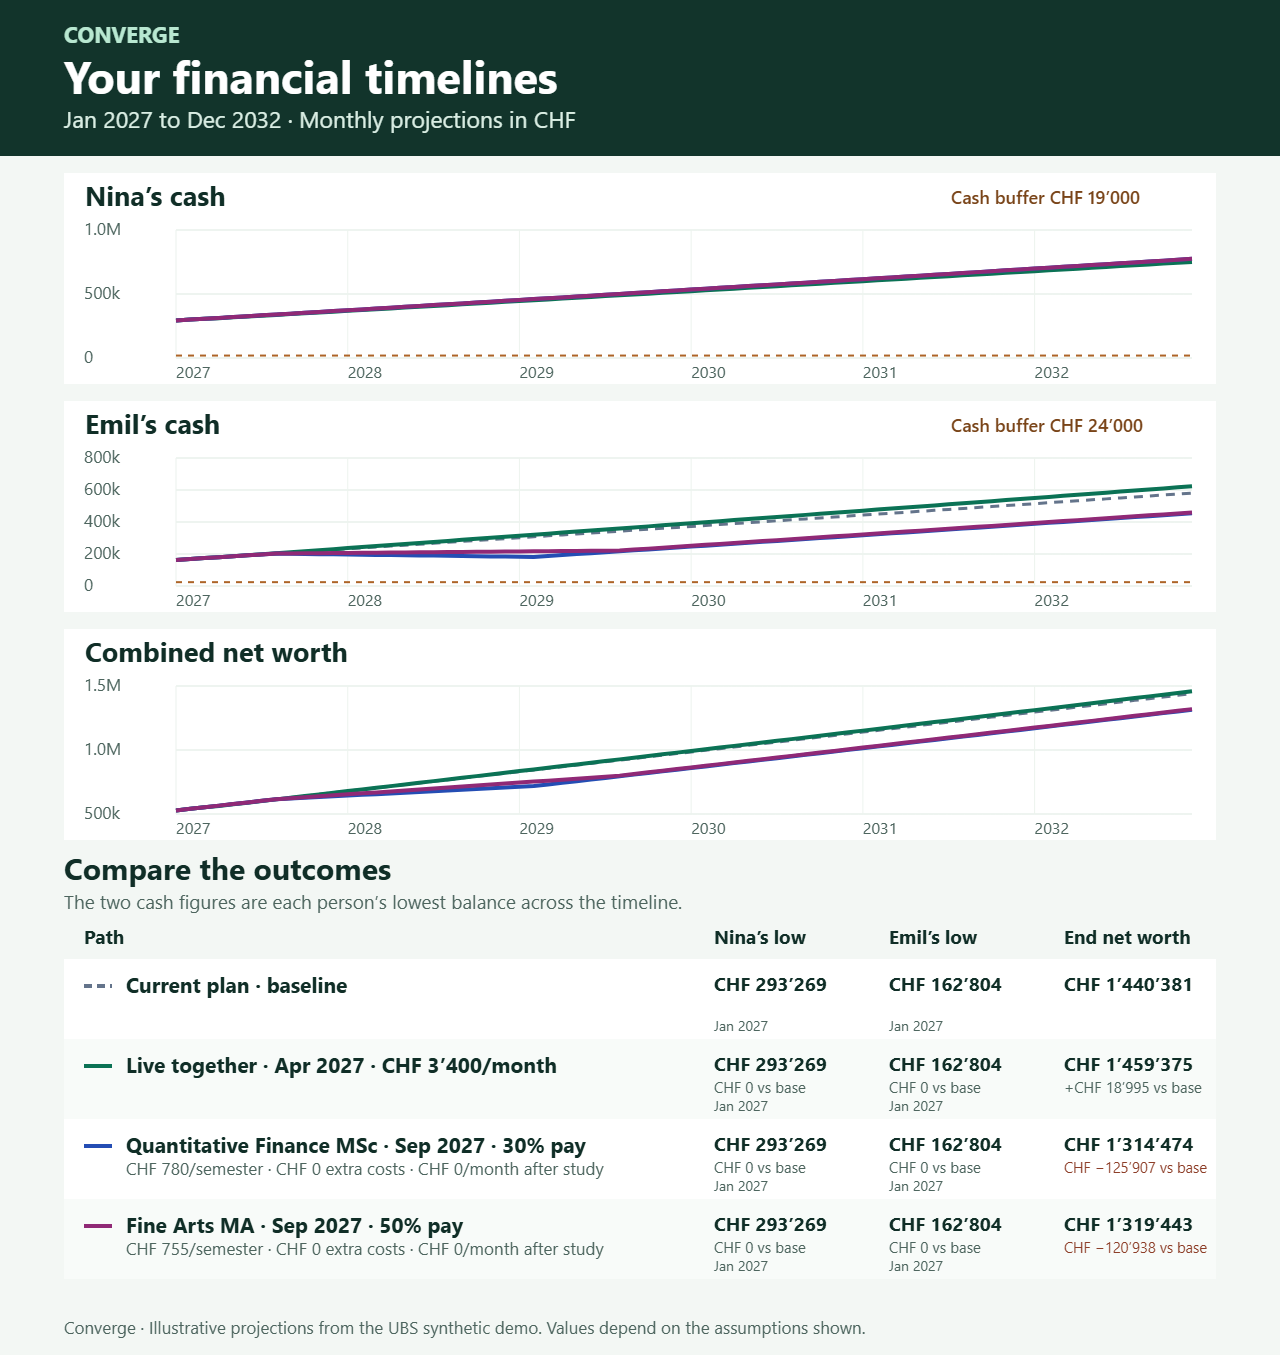 CONVERGE
Your financial timelines
Jan 2027 to Dec 2032 · Monthly projections in CHF
Nina’s cash
Cash buffer CHF 19’000
1.0M
500k
0
2027 2028 2029 2030 2031 2032
Emil’s cash
Cash buffer CHF 24’000
800k
600k
400k
200k
0
2027 2028 2029 2030 2031 2032
Combined net worth
1.5M
1.0M
500k
2027 2028 2029 2030 2031 2032
Compare the outcomes
The two cash figures are each person’s lowest balance across the timeline.
Path Nina’s low Emil’s low End net worth
Current plan · baseline CHF 293’269 CHF 162’804 CHF 1’440’381
Jan 2027 Jan 2027
Live together · Apr 2027 · CHF 3’400/month CHF 293’269 CHF 162’804 CHF 1’459’375
CHF 0 vs base CHF 0 vs base +CHF 18’995 vs base
Jan 2027 Jan 2027
Quantitative Finance MSc · Sep 2027 · 30% pay CHF 293’269 CHF 162’804 CHF 1’314’474
CHF 780/semester · CHF 0 extra costs · CHF 0/month after study CHF 0 vs base CHF 0 vs base CHF −125’907 vs base
Jan 2027 Jan 2027
Fine Arts MA · Sep 2027 · 50% pay CHF 293’269 CHF 162’804 CHF 1’319’443
CHF 755/semester · CHF 0 extra costs · CHF 0/month after study CHF 0 vs base CHF 0 vs base CHF −120’938 vs base
Jan 2027 Jan 2027
Converge · Illustrative projections from the UBS synthetic demo. Values depend on the assumptions shown.